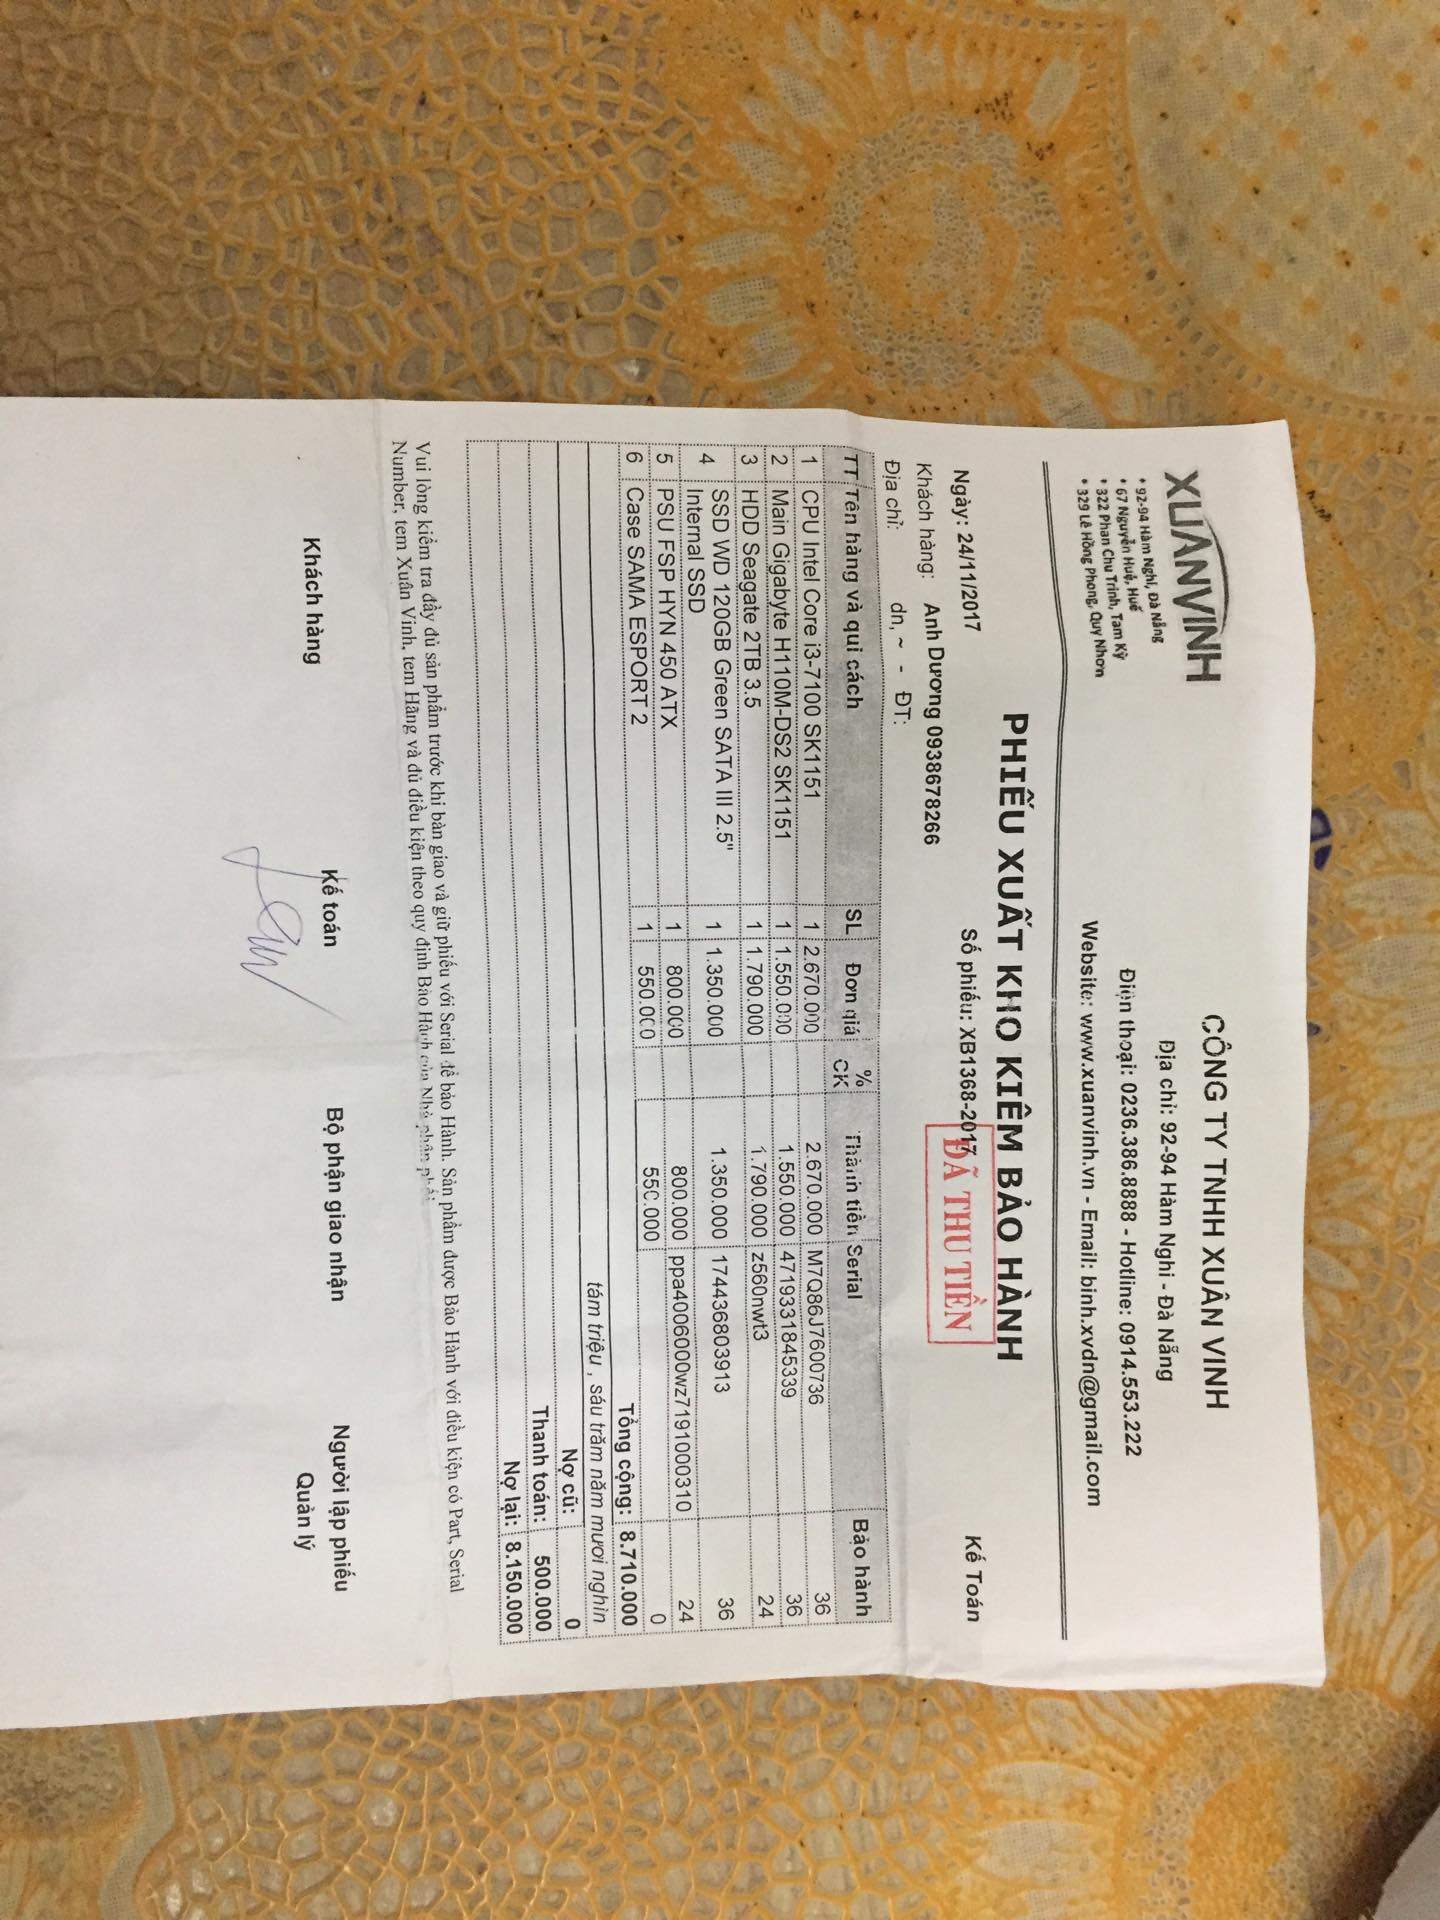 XUANVINH
• 92-94 Hàm Nghi, Đà Nẵng
• 67 Nguyễn Huệ, Huế
• 322 Phan Chu Trinh, Tam Kỳ
• 329 Lê Hồng Phong, Quy Nhơn
CÔNG TY TNHH XUÂN VINH
Địa chỉ: 92-94 Hàm Nghi - Đà Nẵng
Điện thoại: 0236.386.8888 - Hotline: 0914.553.222
Website: www.xuanvinh.vn - Email: binh.xvdn@gmail.com
PHIẾU XUẤT KHO KIÊM BẢO HÀNH
Ngày: 24/11/2017 Số phiếu: XB1368-2017 Kế Toán
ĐÃ THU TIỀN
Khách hàng: Anh Dương 0938678266
Địa chỉ: dn, ~ - ĐT:
TT Tên hàng và qui cách SL Đơn giá % CK Thành tiền Serial Bảo hành
1 CPU Intel Core i3-7100 SK1151 1 2.670.000 2.670.000 M7Q86J7600736 36
2 Main Gigabyte H110M-DS2 SK1151 1 1.550.000 1.550.000 4719331845339 36
3 HDD Seagate 2TB 3.5 1 1.790.000 1.790.000 z560nwt3 24
4 SSD WD 120GB Green SATA III 2.5" Internal SSD 1 1.350.000 1.350.000 174436803913 36
5 PSU FSP HYN 450 ATX 1 800.000 800.000 ppa4006000wz7191000310 24
6 Case SAMA ESPORT 2 1 550.000 550.000 0
Tổng cộng: 8.710.000
tám triệu , sáu trăm năm mươi nghìn
Nợ cũ: 0
Thanh toán: 500.000
Nợ lại: 8.150.000
Vui lòng kiểm tra đầy đủ sản phẩm trước khi bàn giao và giữ phiếu với Serial để bảo Hành. Sản phẩm được Bảo Hành với điều kiện có Part, Serial
Number, tem Xuân Vinh, tem Hãng và đủ điều kiện theo quy định Bảo Hành của Nhà phân phối
Khách hàng Kế toán Bộ phận giao nhận Người lập phiếu
Quản lý